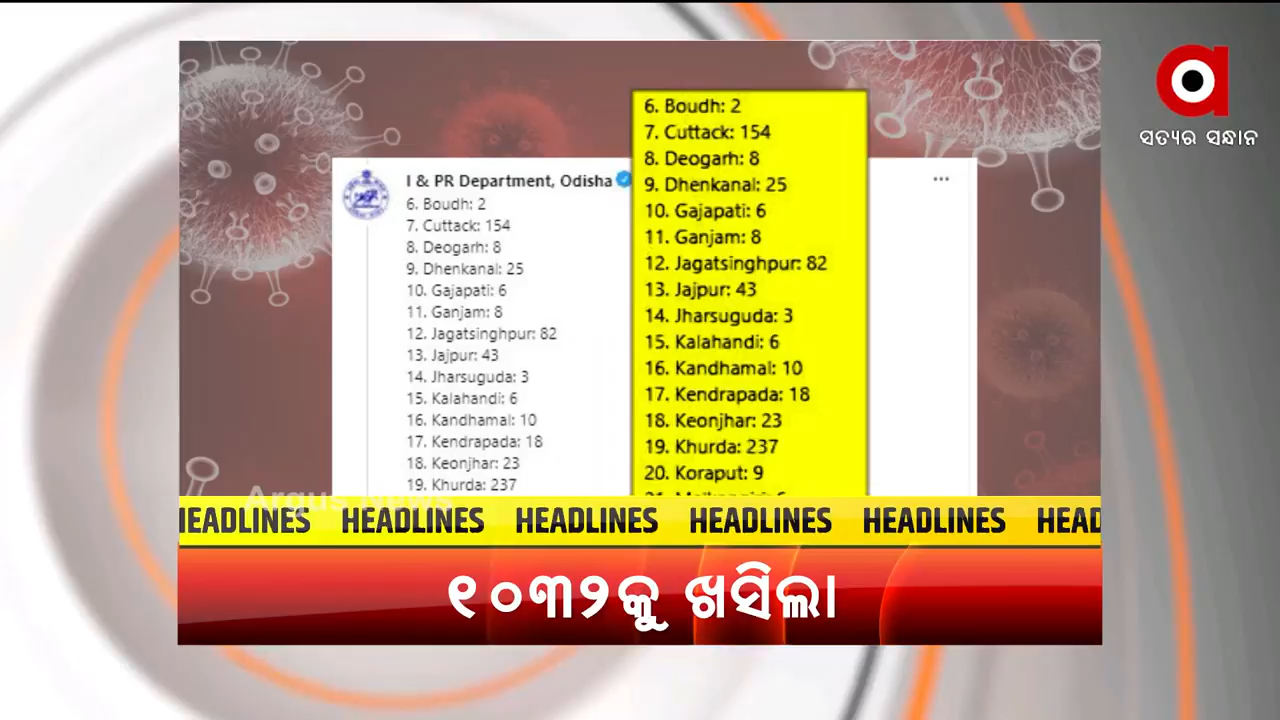 ସତ୍ୟର ସନ୍ଧାନ
I & PR Department, Odisha
6. Boudh: 2
7. Cuttack: 154
8. Deogarh: 8
9. Dhenkanal: 25
10. Gajapati: 6
11. Ganjam: 8
12. Jagatsinghpur: 82
13. Jajpur: 43
14. Jharsuguda: 3
15. Kalahandi: 6
16. Kandhamal: 10
17. Kendrapada: 18
18. Keonjhar: 23
19. Khurda: 237
6. Boudh: 2
7. Cuttack: 154
8. Deogarh: 8
9. Dhenkanal: 25
10. Gajapati: 6
11. Ganjam: 8
12. Jagatsinghpur: 82
13. Jajpur: 43
14. Jharsuguda: 3
15. Kalahandi: 6
16. Kandhamal: 10
17. Kendrapada: 18
18. Keonjhar: 23
19. Khurda: 237
20. Koraput: 9
Argus News
HEADLINES HEADLINES HEADLINES HEADLINES HEADLINES HEAD
୧୦୩୨କୁ ଖସିଲା